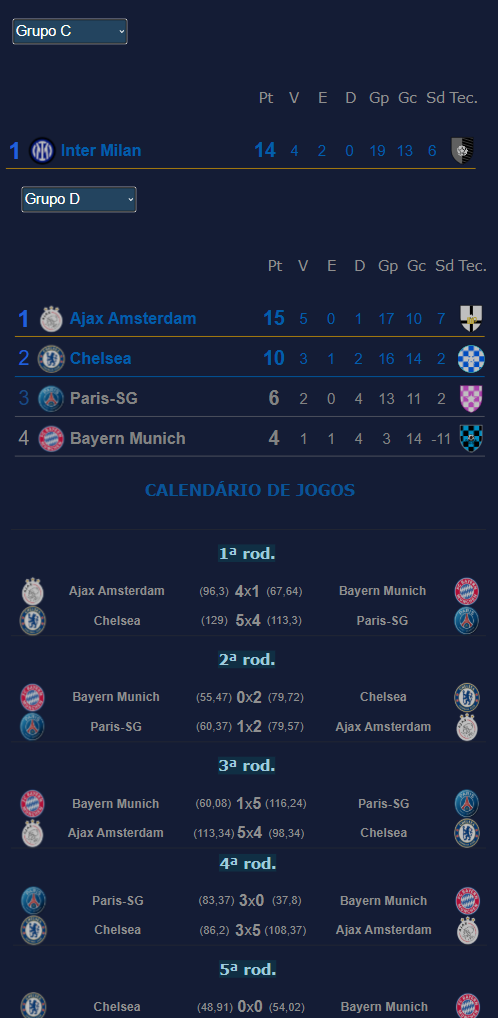 Grupo C
Pt V E D Gp Gc Sd Tec.
1 Inter Milan 14 4 2 0 19 13 6
Grupo D
Pt V E D Gp Gc Sd Tec.
1 Ajax Amsterdam 15 5 0 1 17 10 7
2 Chelsea 10 3 1 2 16 14 2
3 Paris-SG 6 2 0 4 13 11 2
4 Bayern Munich 4 1 1 4 3 14 -11
CALENDÁRIO DE JOGOS
1ª rod.
Ajax Amsterdam (96,3) 4x1 (67,64) Bayern Munich
Chelsea (129) 5x4 (113,3) Paris-SG
2ª rod.
Bayern Munich (55,47) 0x2 (79,72) Chelsea
Paris-SG (60,37) 1x2 (79,57) Ajax Amsterdam
3ª rod.
Bayern Munich (60,08) 1x5 (116,24) Paris-SG
Ajax Amsterdam (113,34) 5x4 (98,34) Chelsea
4ª rod.
Paris-SG (83,37) 3x0 (37,8) Bayern Munich
Chelsea (86,2) 3x5 (108,37) Ajax Amsterdam
5ª rod.
Chelsea (48,91) 0x0 (54,02) Bayern Munich